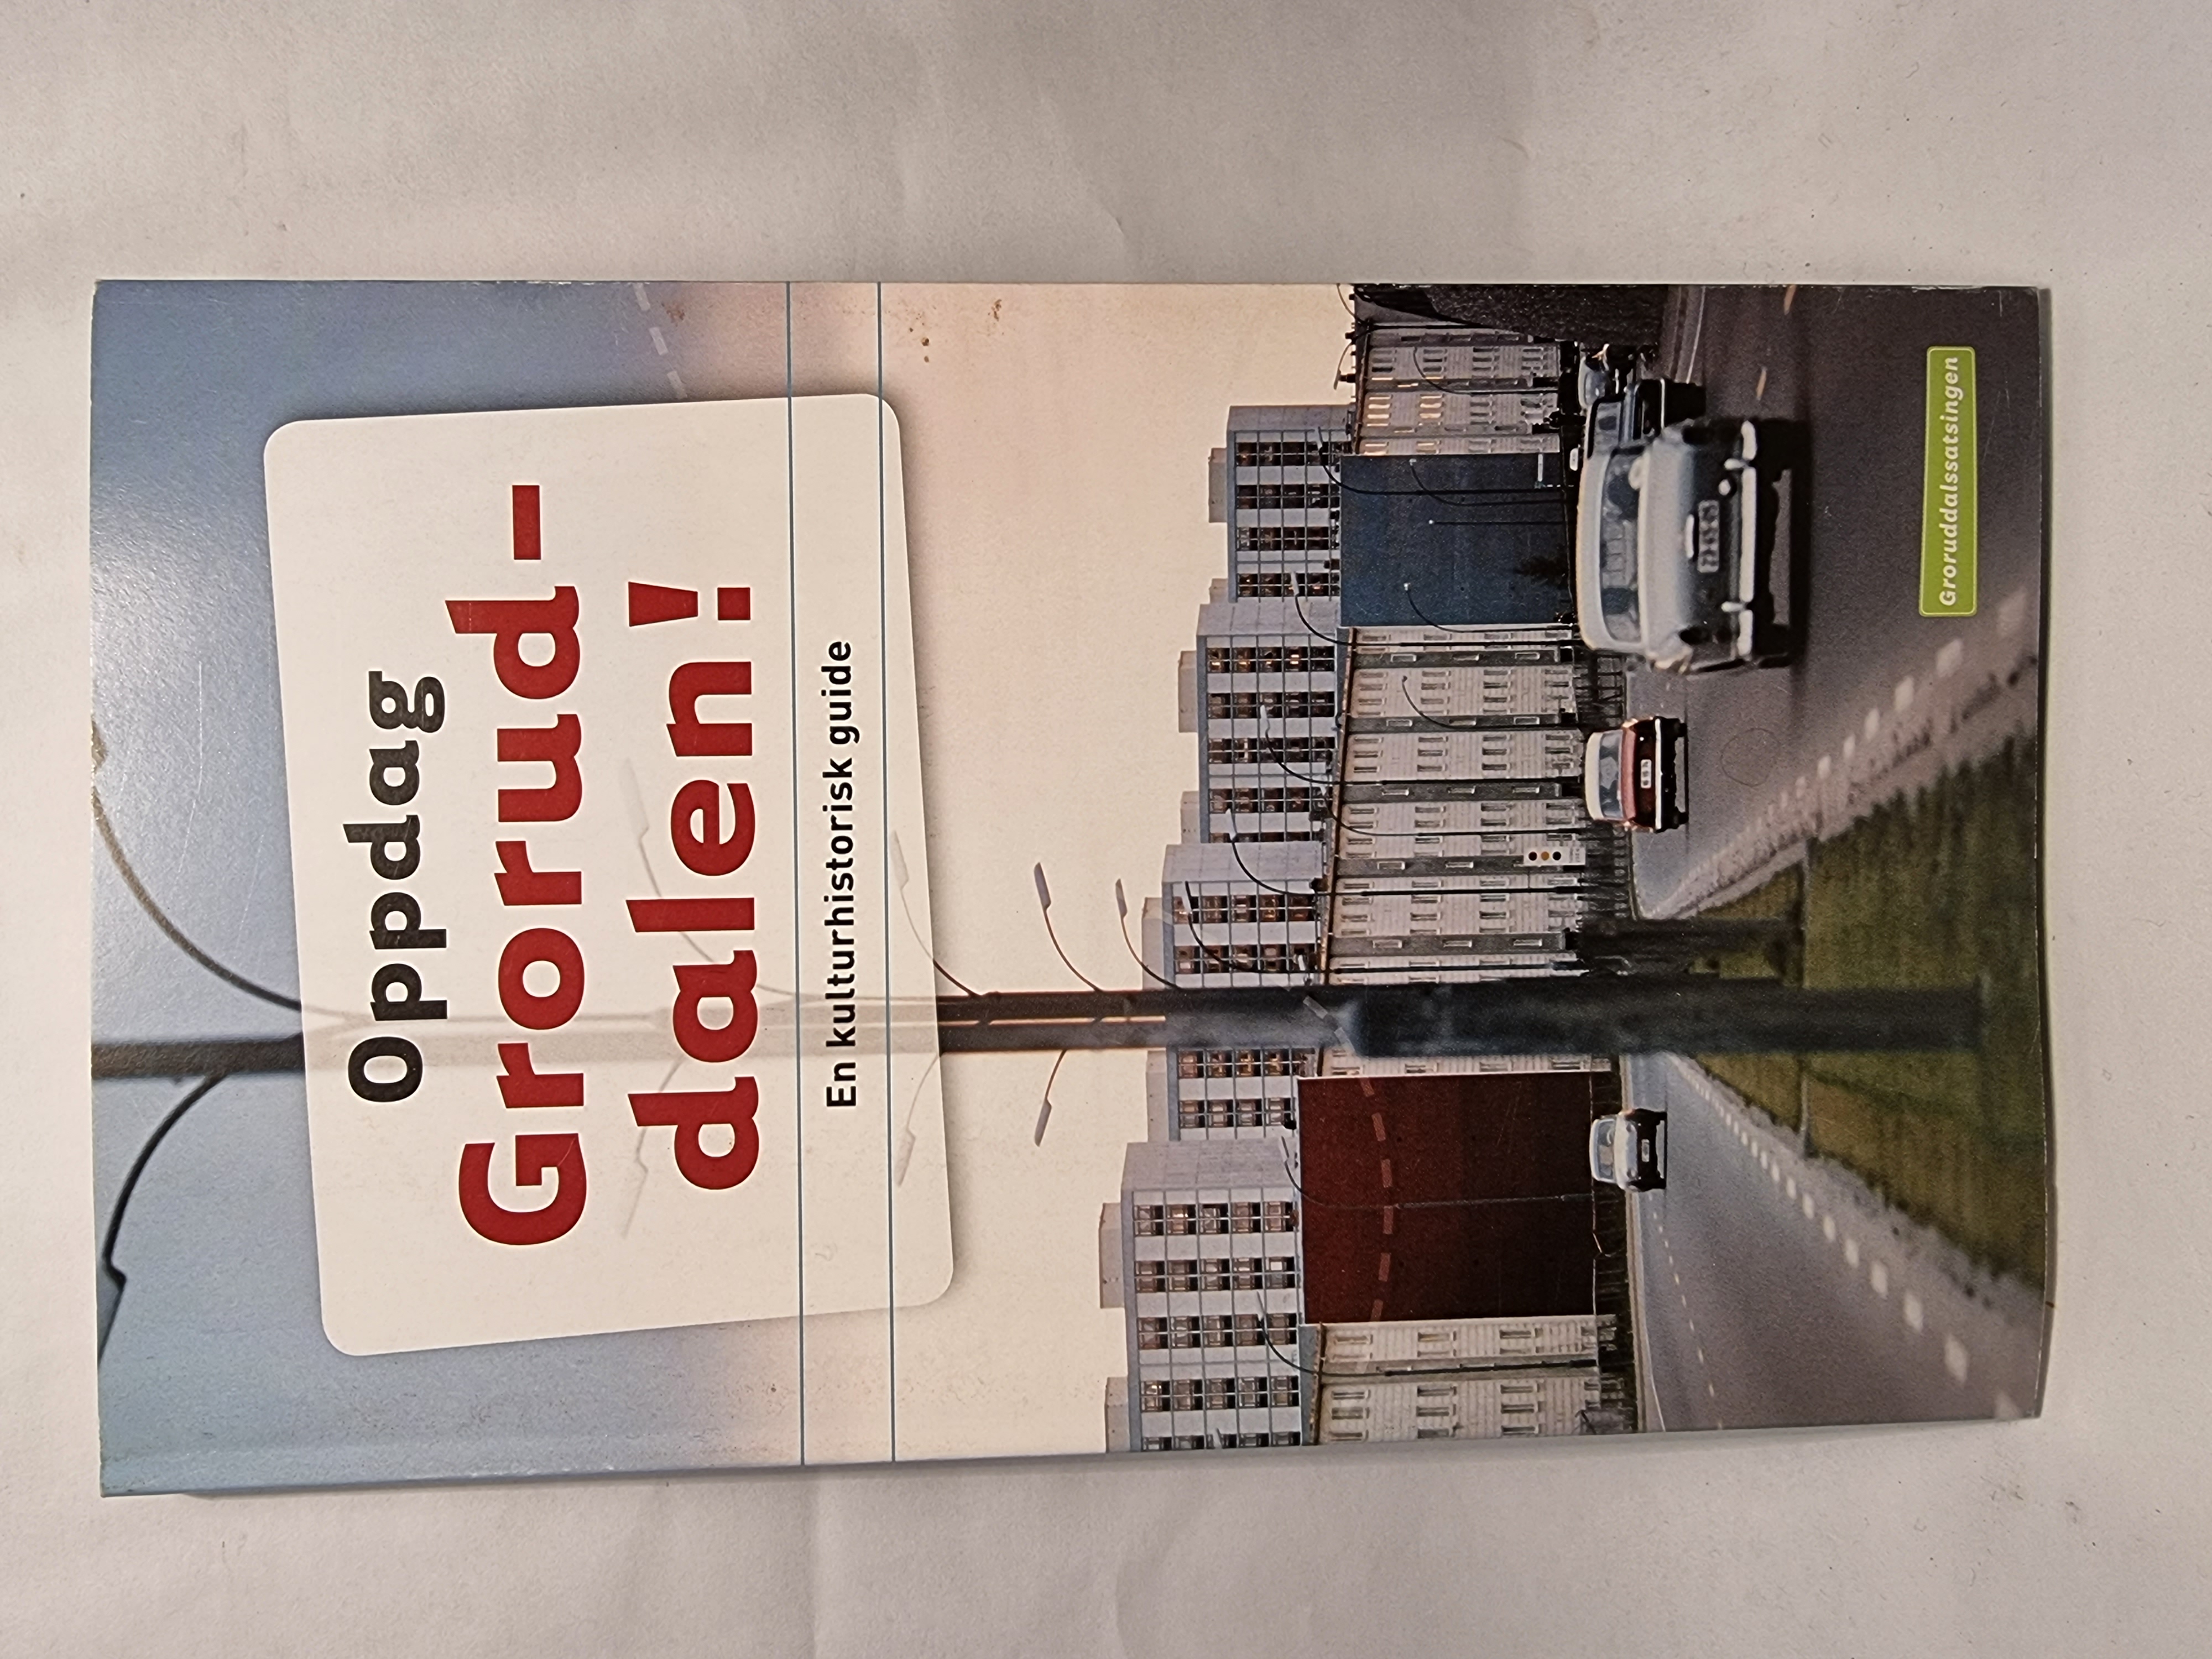 Oppdag
Grorud-
dalen!
En kulturhistorisk guide
Groruddalssatsingen